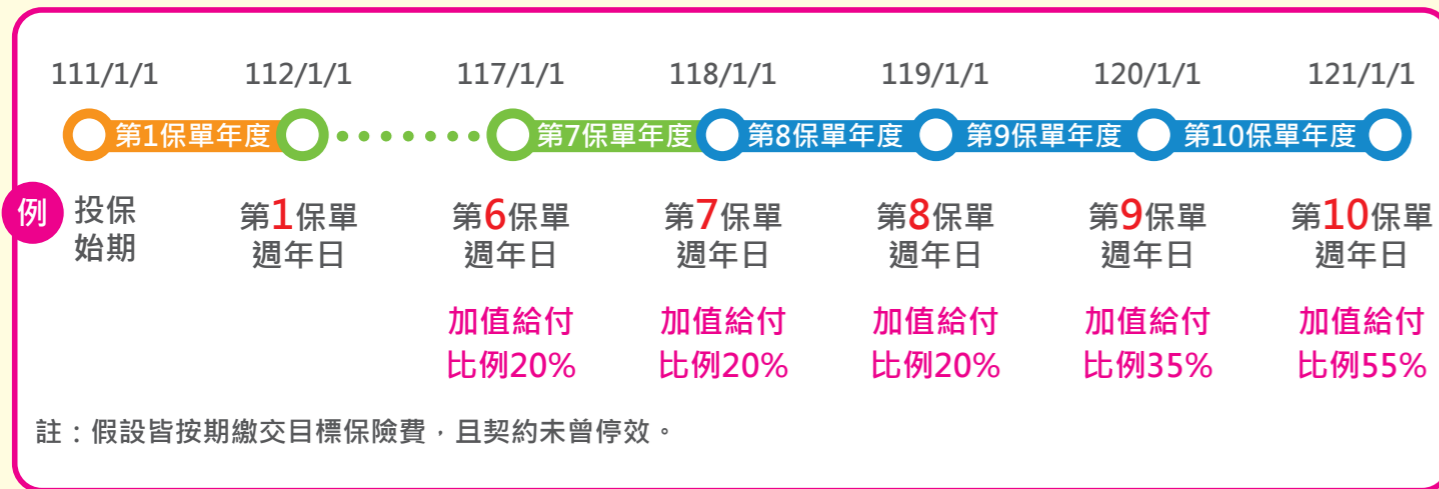 111/1/1 112/1/1 117/1/1 118/1/1 119/1/1 120/1/1 121/1/1
第1保單年度 第7保單年度 第8保單年度 第9保單年度 第10保單年度
例 投保 第1保單 第6保單 第7保單 第8保單 第9保單 第10保單
始期 週年日 週年日 週年日 週年日 週年日 週年日
加值給付 加值給付 加值給付 加值給付 加值給付
比例20% 比例20% 比例20% 比例35% 比例55%
註：假設皆按期繳交目標保險費，且契約未曾停效。